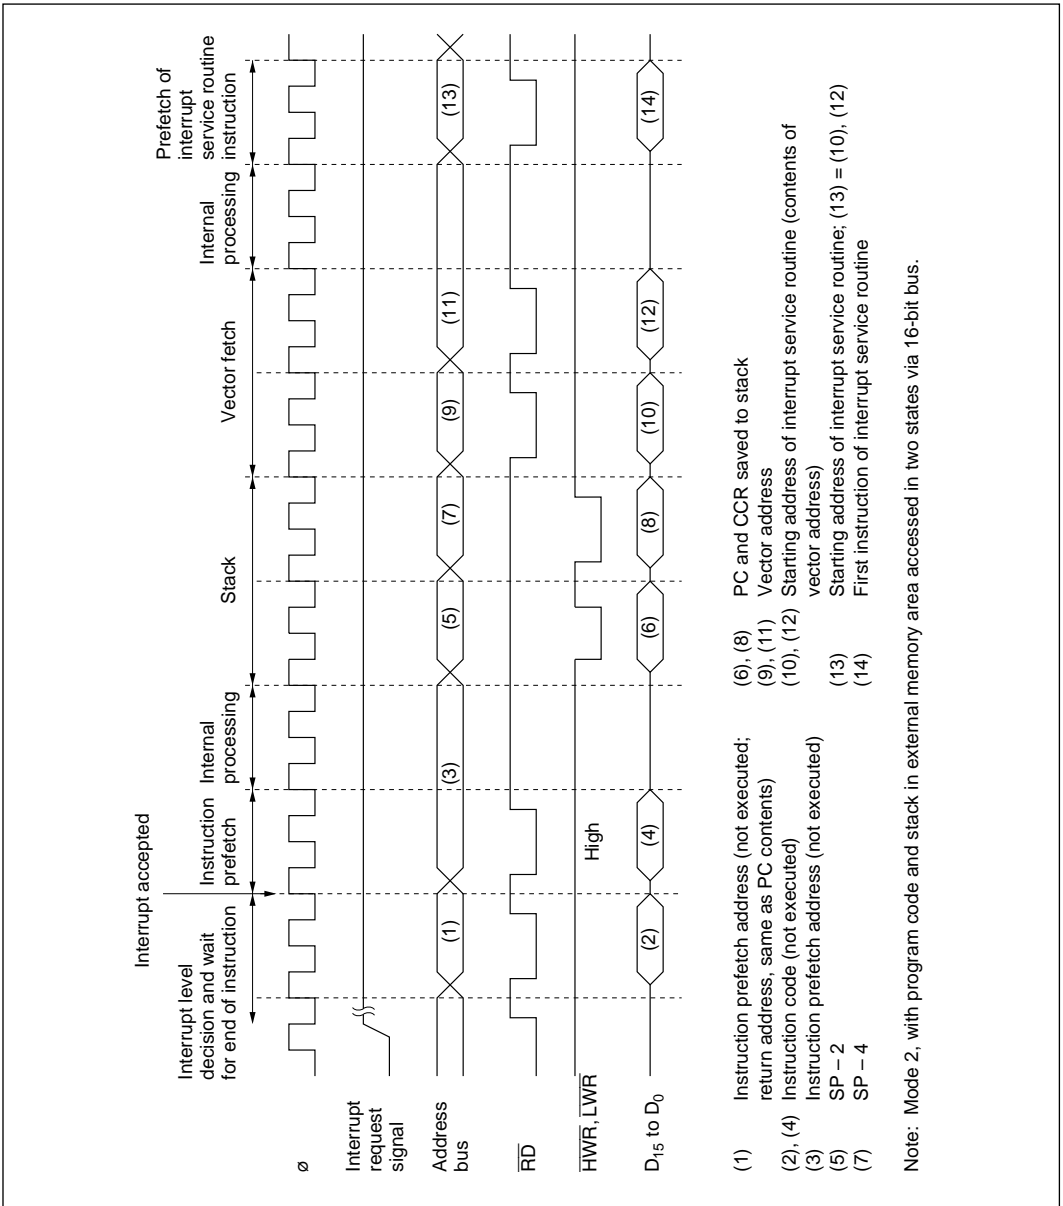 Interrupt accepted
Interrupt level
decision and wait
for end of instruction
Instruction
prefetch
Internal
processing
Stack
Vector fetch
Internal
processing
Prefetch of
interrupt
service routine
instruction
ø
Interrupt
request
signal
Address
bus
(1)
(3)
(5)
(7)
(9)
(11)
(13)
RD
HWR, LWR
High
D15 to D0
(2)
(4)
(6)
(8)
(10)
(12)
(14)
(1) Instruction prefetch address (not executed;
return address, same as PC contents)
(2), (4) Instruction code (not executed)
(3) Instruction prefetch address (not executed)
(5) SP – 2
(7) SP – 4
(6), (8) PC and CCR saved to stack
(9), (11) Vector address
(10), (12) Starting address of interrupt service routine (contents of
vector address)
(13) Starting address of interrupt service routine; (13) = (10), (12)
(14) First instruction of interrupt service routine
Note: Mode 2, with program code and stack in external memory area accessed in two states via 16-bit bus.